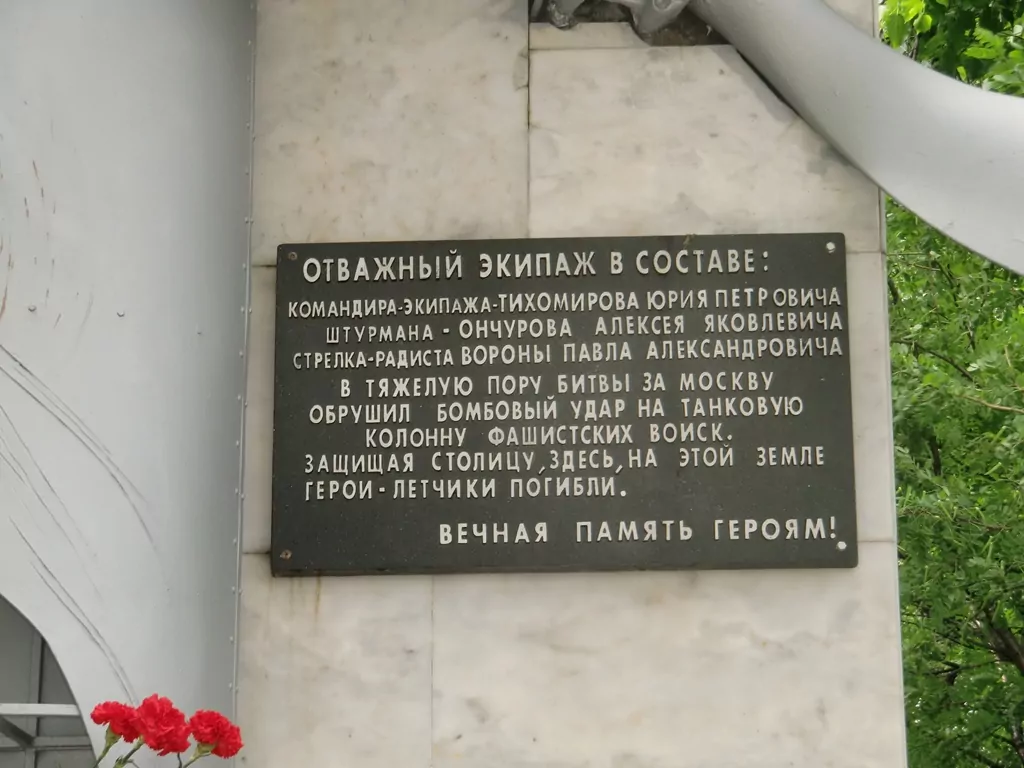 ОТВАЖНЫЙ ЭКИПАЖ В СОСТАВЕ:
КОМАНДИРА-ЭКИПАЖА-ТИХОМИРОВА ЮРИЯ ПЕТРОВИЧА
ШТУРМАНА - ОНЧУРОВА АЛЕКСЕЯ ЯКОВЛЕВИЧА
СТРЕЛКА-РАДИСТА ВОРОНЫ ПАВЛА АЛЕКСАНДРОВИЧА
В ТЯЖЕЛУЮ ПОРУ БИТВЫ ЗА МОСКВУ
ОБРУШИЛ БОМБОВЫЙ УДАР НА ТАНКОВУЮ
КОЛОННУ ФАШИСТСКИХ ВОИСК.
ЗАЩИЩАЯ СТОЛИЦУ, ЗДЕСЬ, НА ЭТОЙ ЗЕМЛЕ
ГЕРОИ - ЛЕТЧИКИ ПОГИБЛИ.
ВЕЧНАЯ ПАМЯТЬ ГЕРОЯМ!